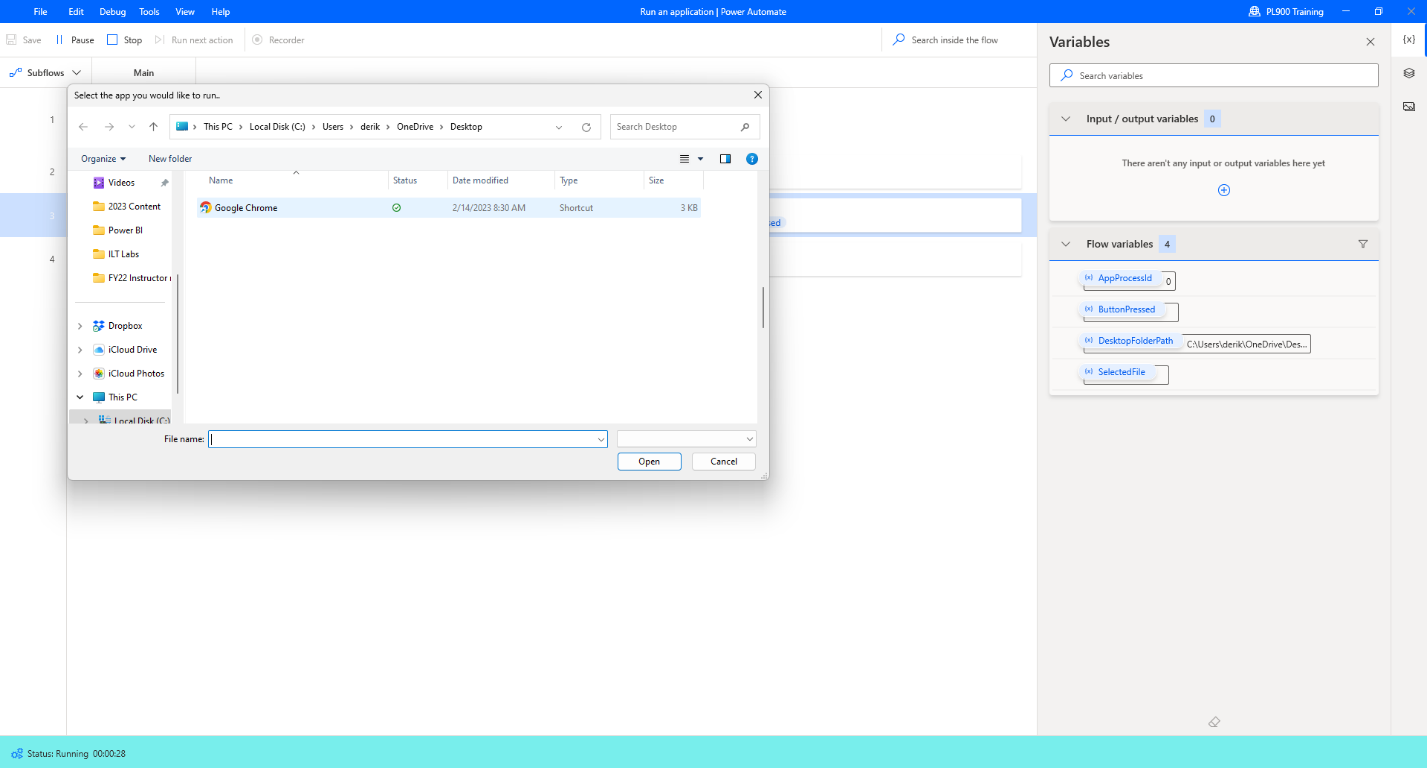 File Edit Debug Tools View Help Run an application | Power Automate PL900 Training
Save Pause Stop Run next action Recorder Search inside the flow
Subflows Main
1
2
3
4
Select the app you would like to run..
This PC › Local Disk (C:) › Users › derik › OneDrive › Desktop
Search Desktop
Organize New folder
Videos
2023 Content
Power BI
ILT Labs
FY22 Instructor
Dropbox
iCloud Drive
iCloud Photos
This PC
Local Disk (C:)
Name Status Date modified Type Size
Google Chrome 2/14/2023 8:30 AM Shortcut 3 KB
File name:
Open Cancel
sed
Variables
{x}
Search variables
Input / output variables 0
There aren't any input or output variables here yet
Flow variables 4
(x) AppProcessId 0
(x) ButtonPressed
(x) DesktopFolderPath C:\Users\derik\OneDrive\Des...
(x) SelectedFile
Status: Running 00:00:28